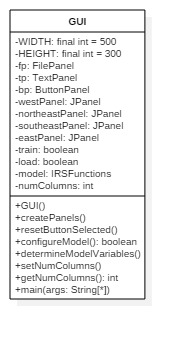 GUI
-WIDTH: final int = 500
-HEIGHT: final int = 300
-fp: FilePanel
-tp: TextPanel
-bp: ButtonPanel
-westPanel: JPanel
-northeastPanel: JPanel
-southeastPanel: JPanel
-eastPanel: JPanel
-train: boolean
-load: boolean
-model: IRSFunctions
-numColumns: int
+GUI()
+createPanels()
+resetButtonSelected()
+configureModel(): boolean
+determineModelVariables()
+setNumColumns()
+getNumColumns(): int
+main(args: String[*])